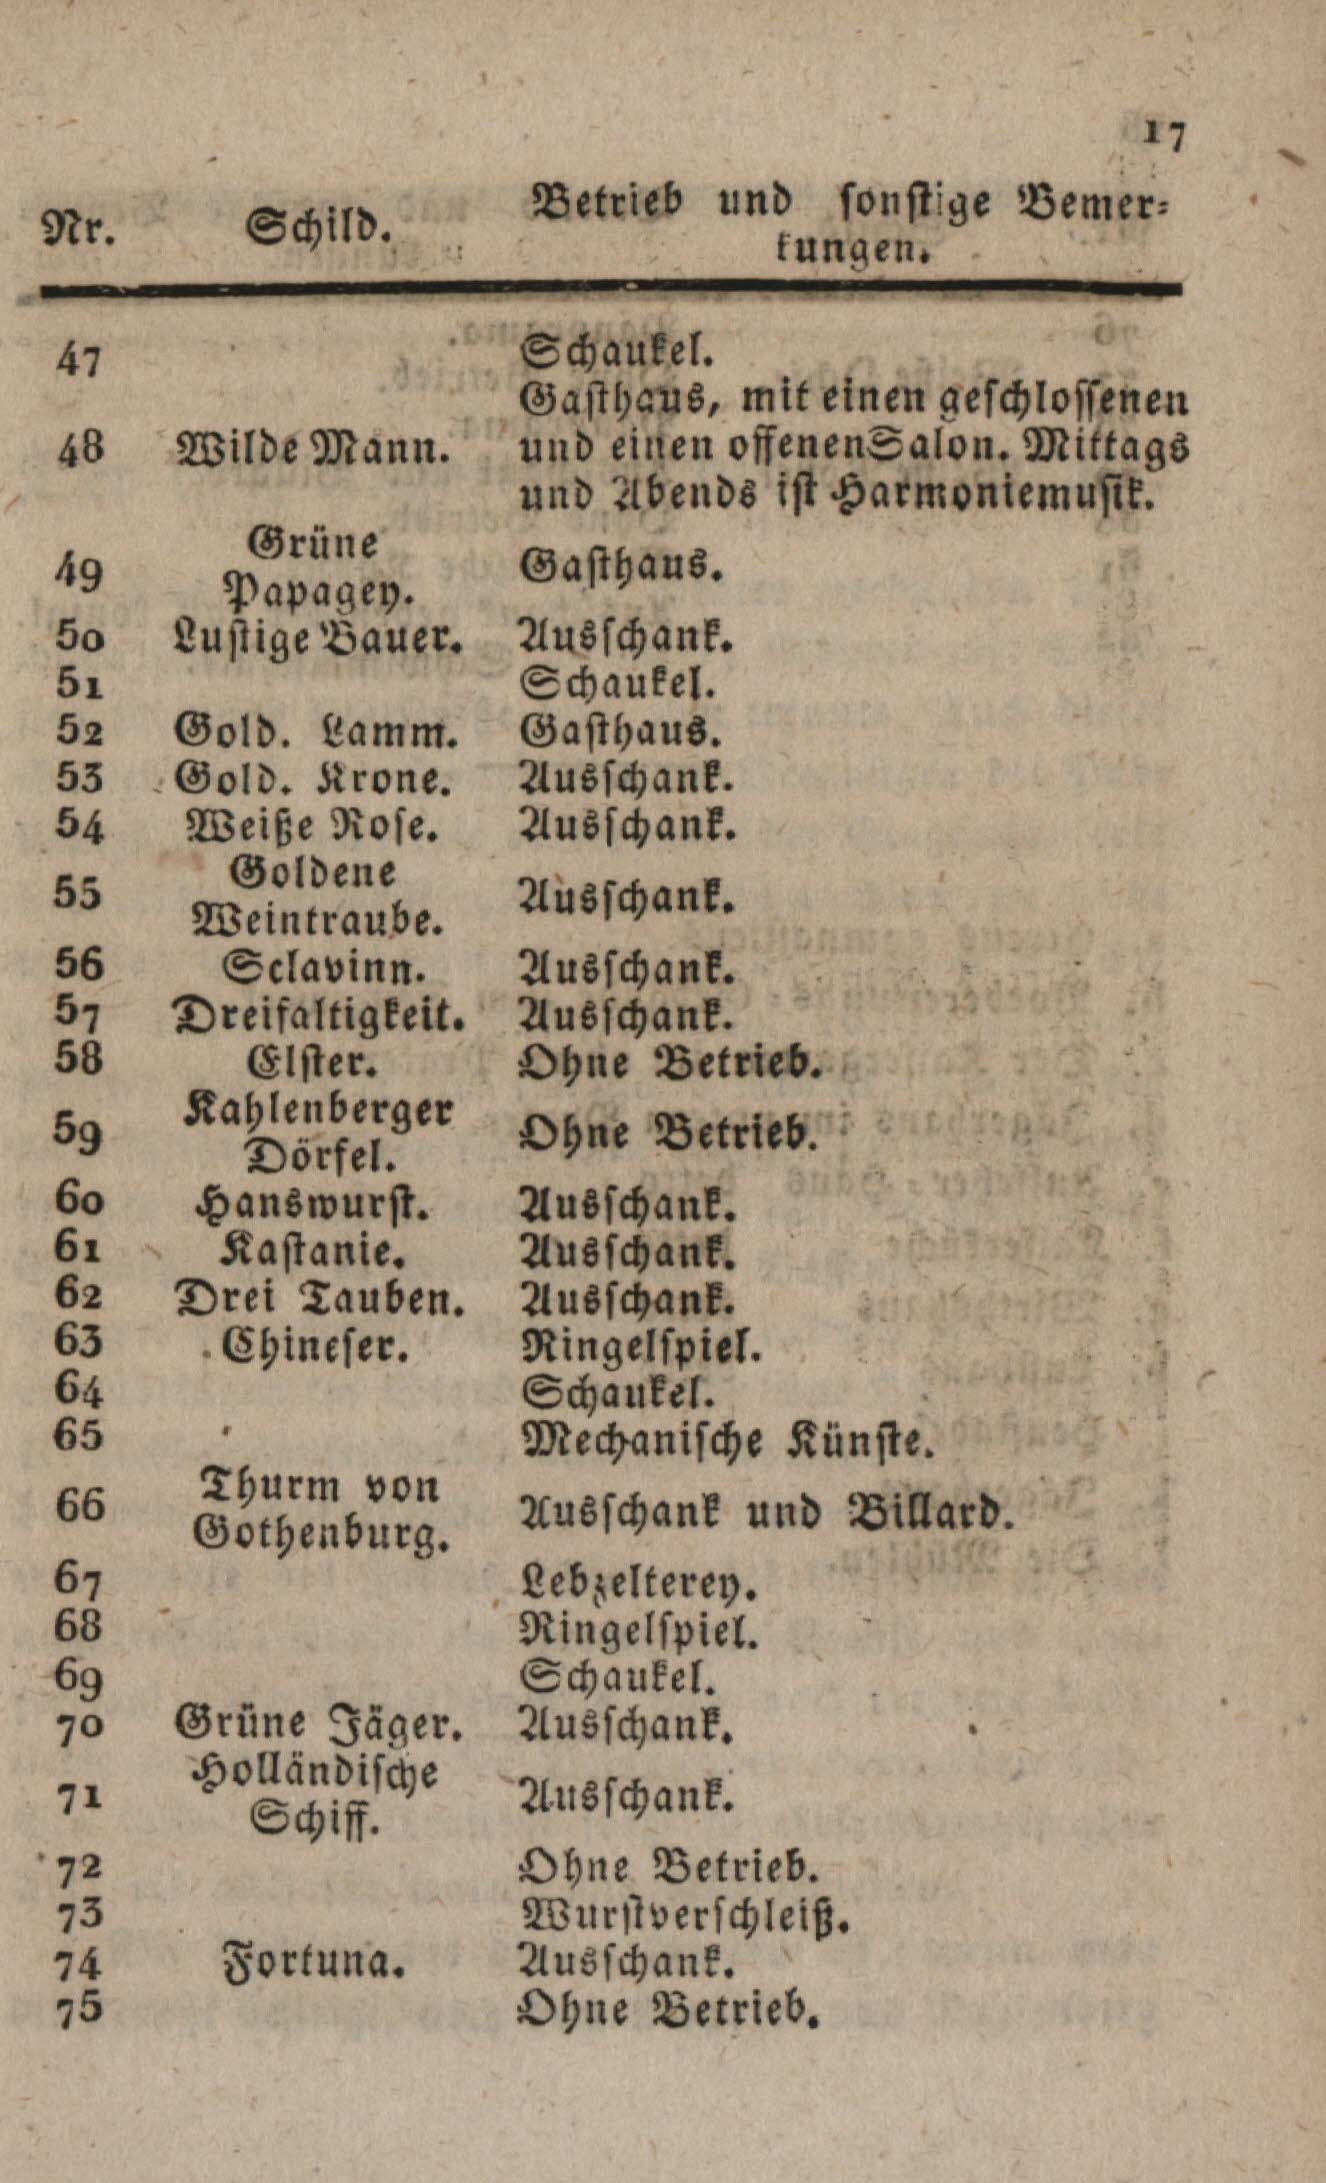 17
Nr. Schild. Betrieb und sonstige Bemer-
kungen.
47 Schaukel.
Gasthaus, mit einen geschlossenen
48 Wilde Mann. und einen offenen Salon. Mittags
und Abends ist Harmoniemusik.
Grüne
49 Gasthaus.
Papagey.
50 Lustige Bauer. Ausschank.
51 Schaukel.
52 Gold. Lamm. Gasthaus.
53 Gold. Krone. Ausschank.
54 Weiße Rose. Ausschank.
Goldene
55 Ausschank.
Weintraube.
56 Sclavinn. Ausschank.
57 Dreifaltigkeit. Ausschank.
58 Elster. Ohne Betrieb.
Kahlenberger
59 Ohne Betrieb.
Dörfel.
60 Hanswurst. Ausschank.
61 Kastanie. Ausschank.
62 Drei Tauben. Ausschank.
63 Chineser. Ringelspiel.
64 Schaukel.
65 Mechanische Künste.
Thurm von
66 Ausschank und Billard.
Gothenburg.
67 Lebzelterey.
68 Ringelspiel.
69 Schaukel.
70 Grüne Jäger. Ausschank.
Holländische
71 Ausschank.
Schiff.
72 Ohne Betrieb.
73 Wurstverschleiß.
74 Fortuna. Ausschank.
75 Ohne Betrieb.